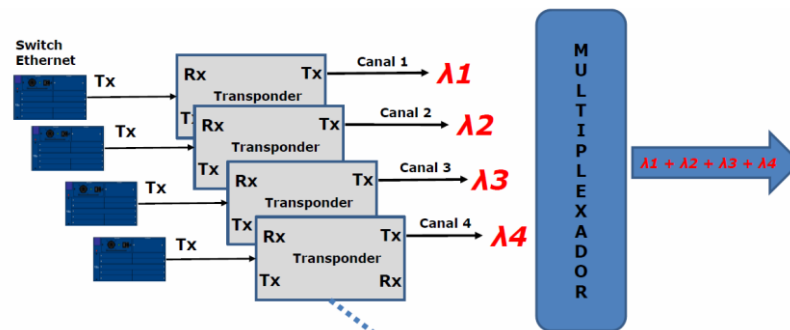 Switch
Ethernet
Tx
Rx
Tx
Transponder
Canal 1
λ1
Tx
Rx
Tx
Tx
Transponder
Canal 2
λ2
Tx
Rx
Tx
Tx
Transponder
Canal 3
λ3
Tx
Rx
Tx
Transponder
Tx
Rx
Canal 4
λ4
MULTIPLEXADOR
λ1 + λ2 + λ3 + λ4